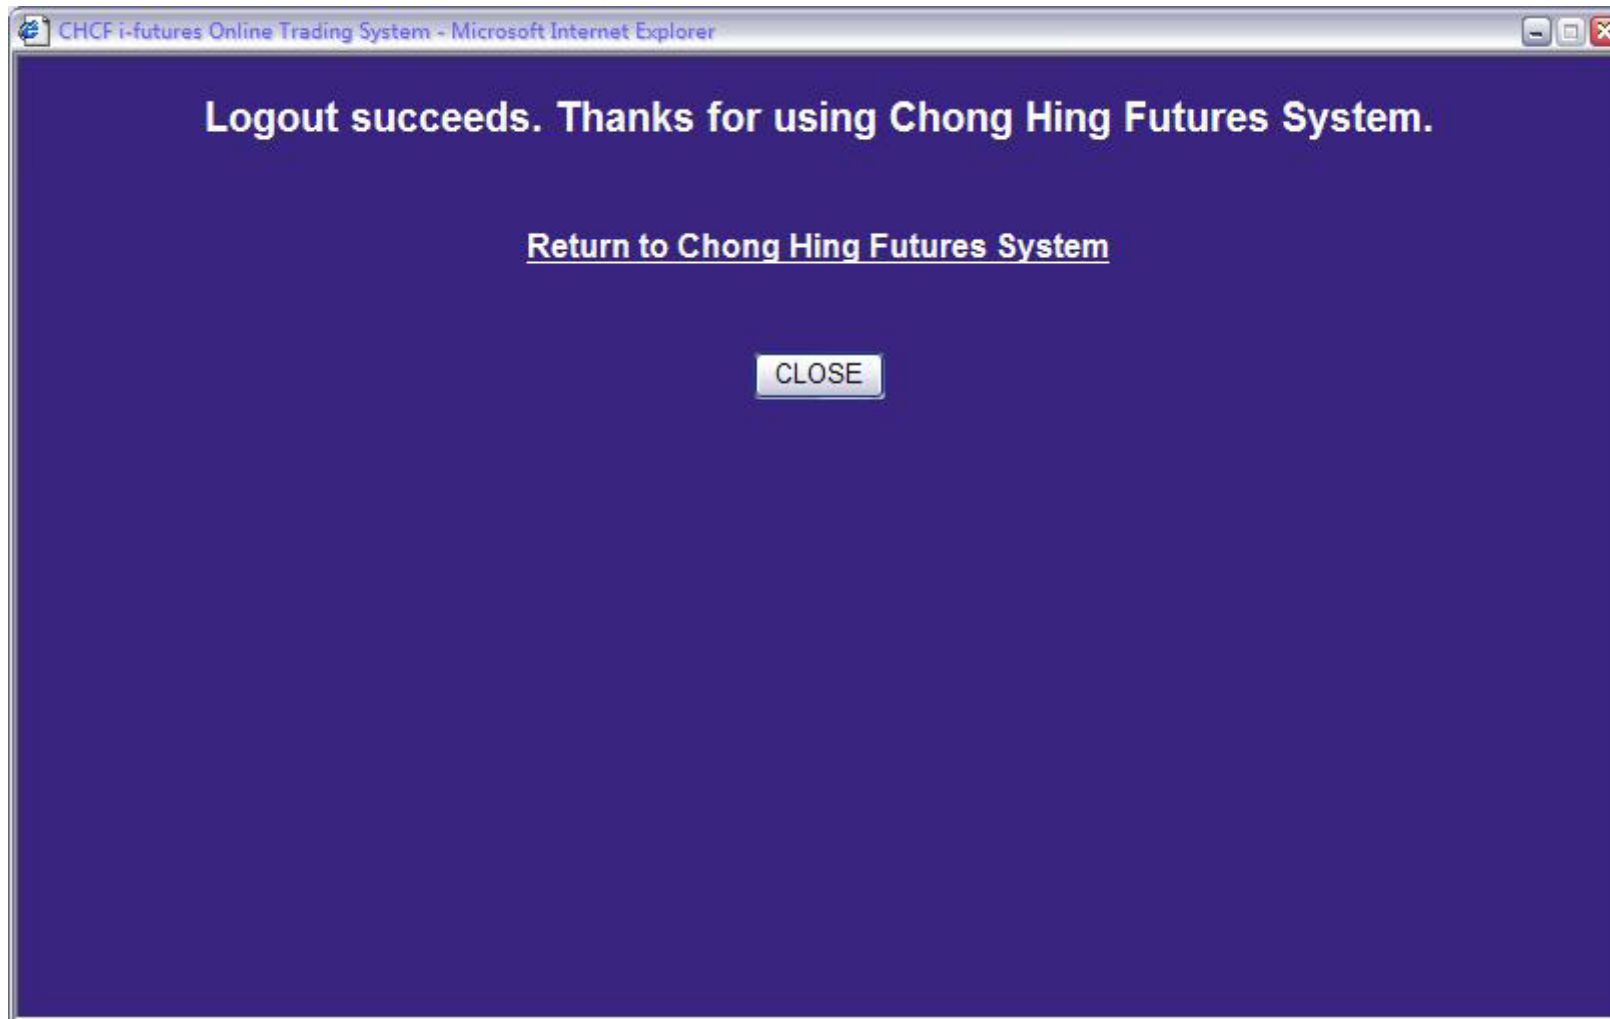 CHCF i-futures Online Trading System - Microsoft Internet Explorer
Logout succeeds. Thanks for using Chong Hing Futures System.
Return to Chong Hing Futures System
CLOSE